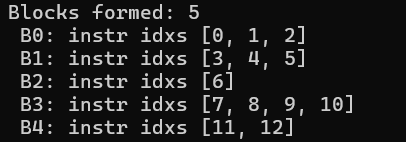 Blocks formed: 5
B0: instr idxs [0, 1, 2]
B1: instr idxs [3, 4, 5]
B2: instr idxs [6]
B3: instr idxs [7, 8, 9, 10]
B4: instr idxs [11, 12]